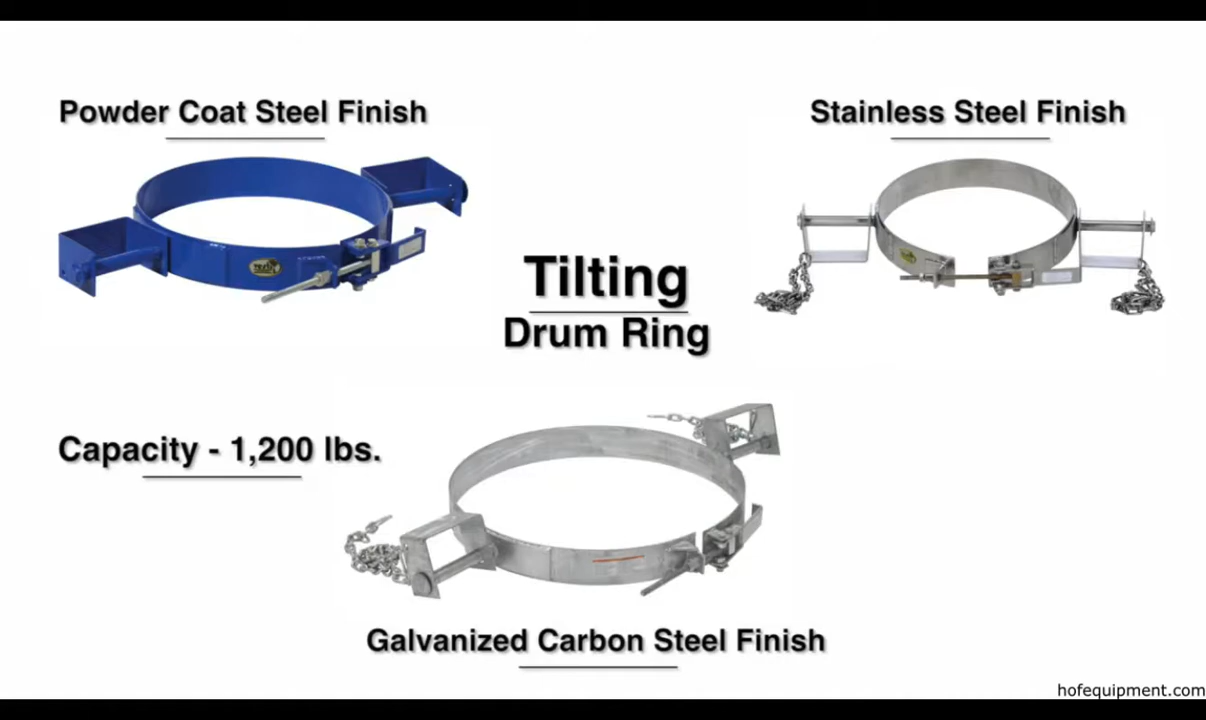 Powder Coat Steel Finish
Stainless Steel Finish
Tilting
Drum Ring
Capacity - 1,200 lbs.
Galvanized Carbon Steel Finish
hofequipment.com